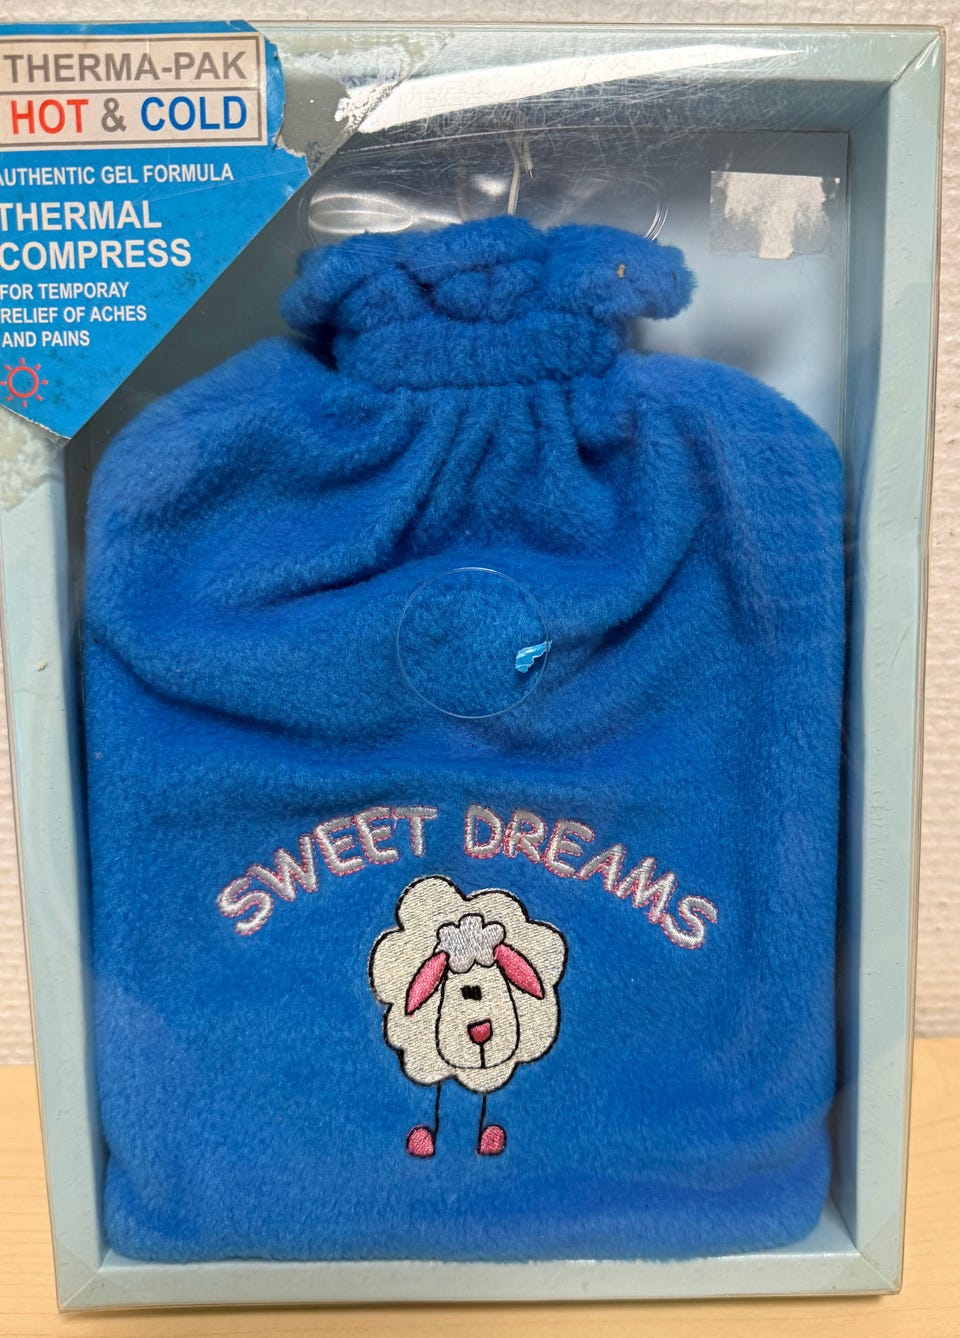 THERMA-PAK
HOT & COLD
AUTHENTIC GEL FORMULA
THERMAL
COMPRESS
FOR TEMPORAY
RELIEF OF ACHES
AND PAINS
SWEET DREAMS